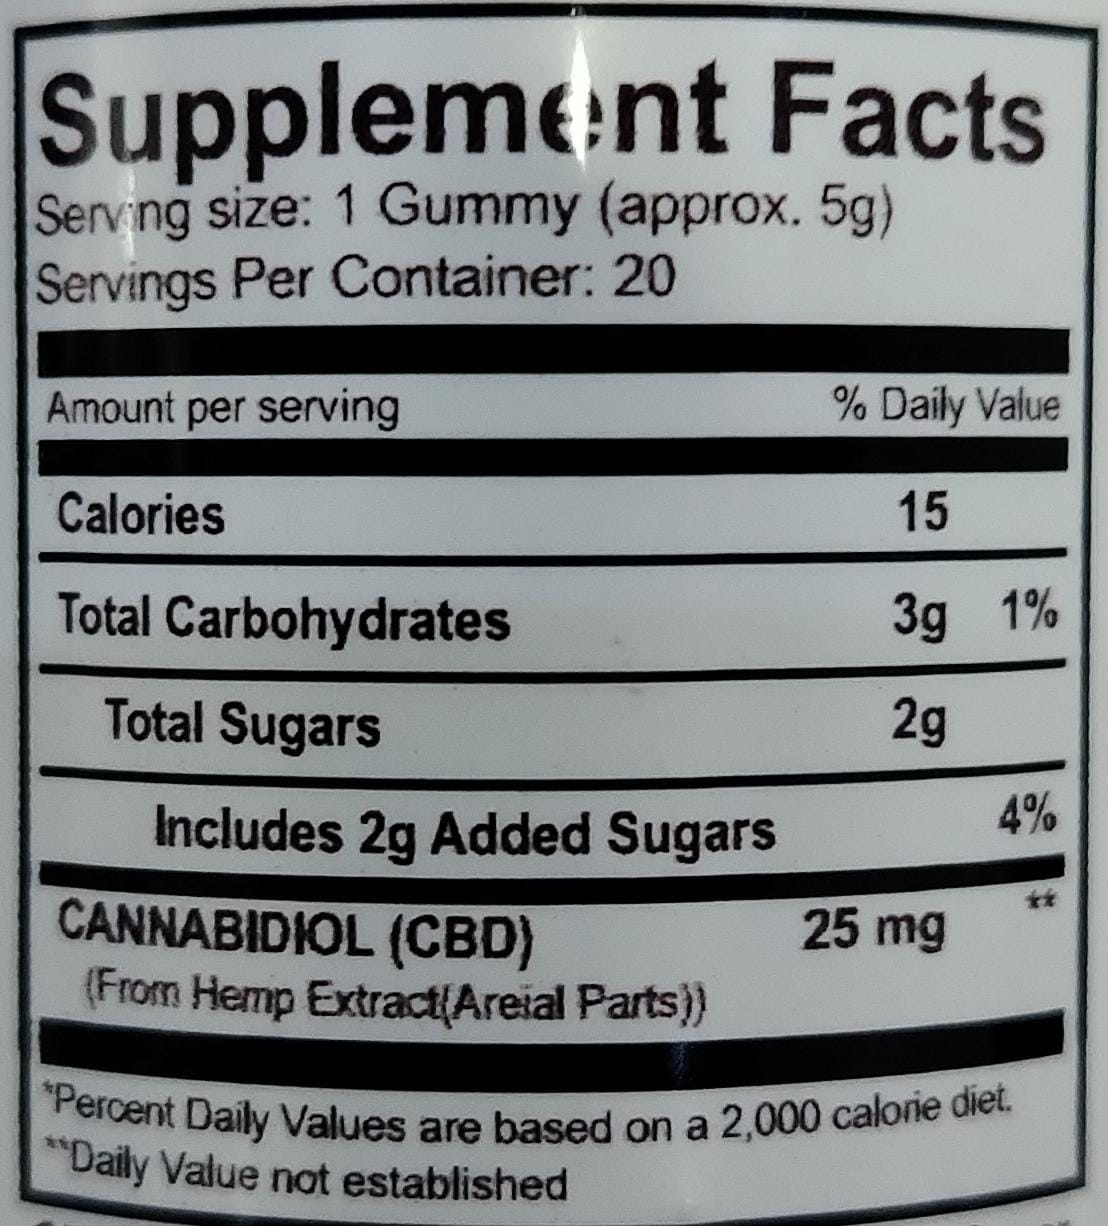 Supplement Facts
Serving size: 1 Gummy (approx. 5g)
Servings Per Container: 20
Amount per serving % Daily Value
Calories 15
Total Carbohydrates 3g 1%
Total Sugars 2g
Includes 2g Added Sugars 4%
CANNABIDIOL (CBD) 25 mg **
(From Hemp Extract(Areial Parts))
*Percent Daily Values are based on a 2,000 calorie diet.
**Daily Value not established